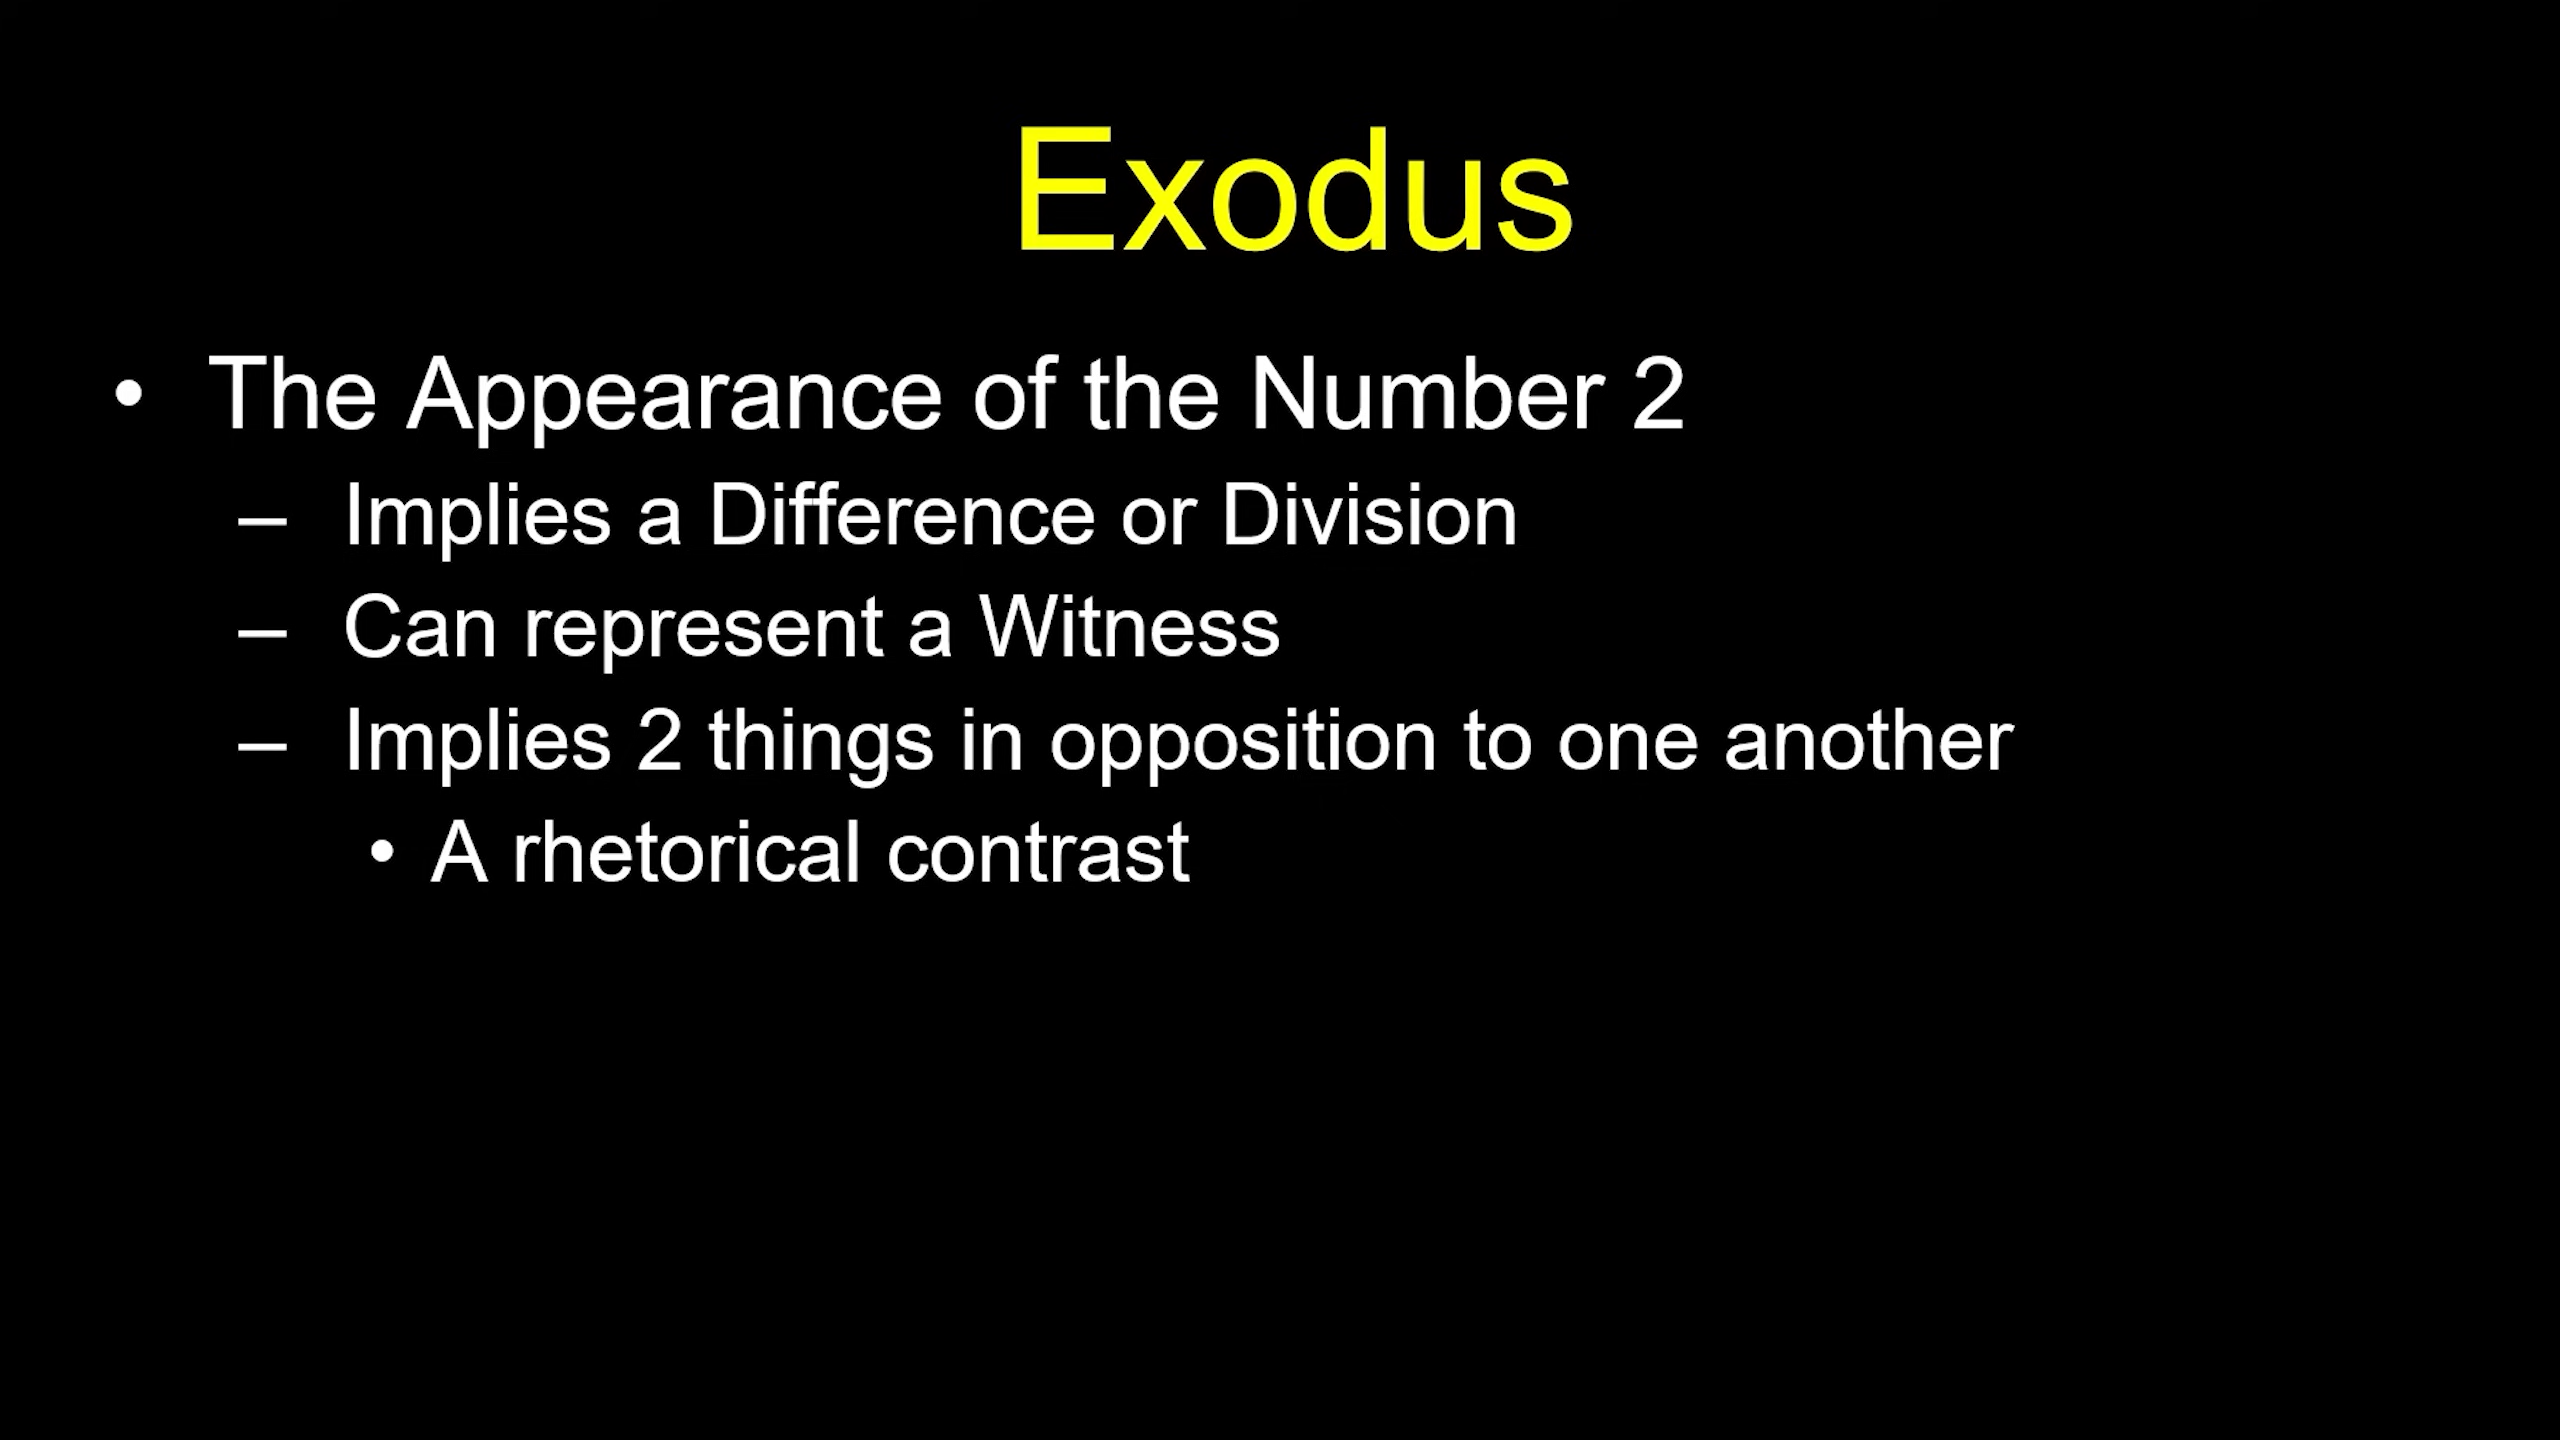 Exodus
• The Appearance of the Number 2
– Implies a Difference or Division
– Can represent a Witness
– Implies 2 things in opposition to one another
• A rhetorical contrast